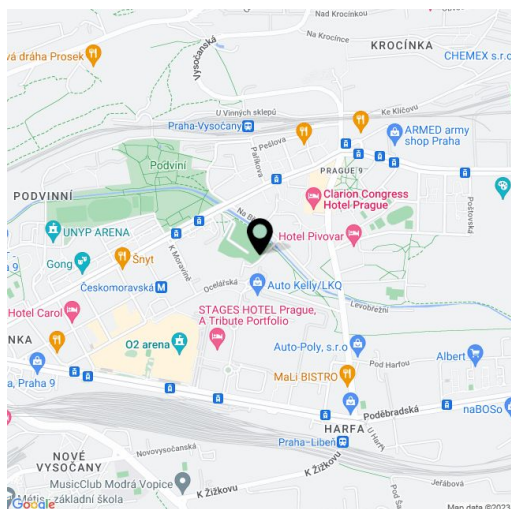 Nad Krocínkou
Na Krocínce
KROCÍNKA
vá dráha Prosek
Vysočanská
CHEMEX s.r.o
U Vinných sklepů
Ke Klíčovu
Praha-Vysočany
ARMED army
shop Praha
Pešlova
Paříkova
Podviní
PRAGUE 9
PODVINNÍ
Clarion Congress
Hotel Prague
Poštovská
UNYP ARENA
Hotel Pivovar
Šnyt
Gong
K Moravině
Českomoravská
M
Ocelářská
Auto Kelly/LKQ
Levobřežní
Hotel Carol
STAGES HOTEL Prague,
A Tribute Portfolio
NKA
O2 arena
Auto-Poly, s.r.o
Pod Harfou
Albert
a, Praha 9
MaLi BISTRO
Poděbradská
naBOSo
HARFA
U Harfy
Praha-Libeň
Novovysočanská
NOVÉ
VYSOČANY
K Žižkovu
Jeřábová
MusicClub Modrá Vopice
K Žižkovu
Métis - základní škola
Google
Map data ©2023